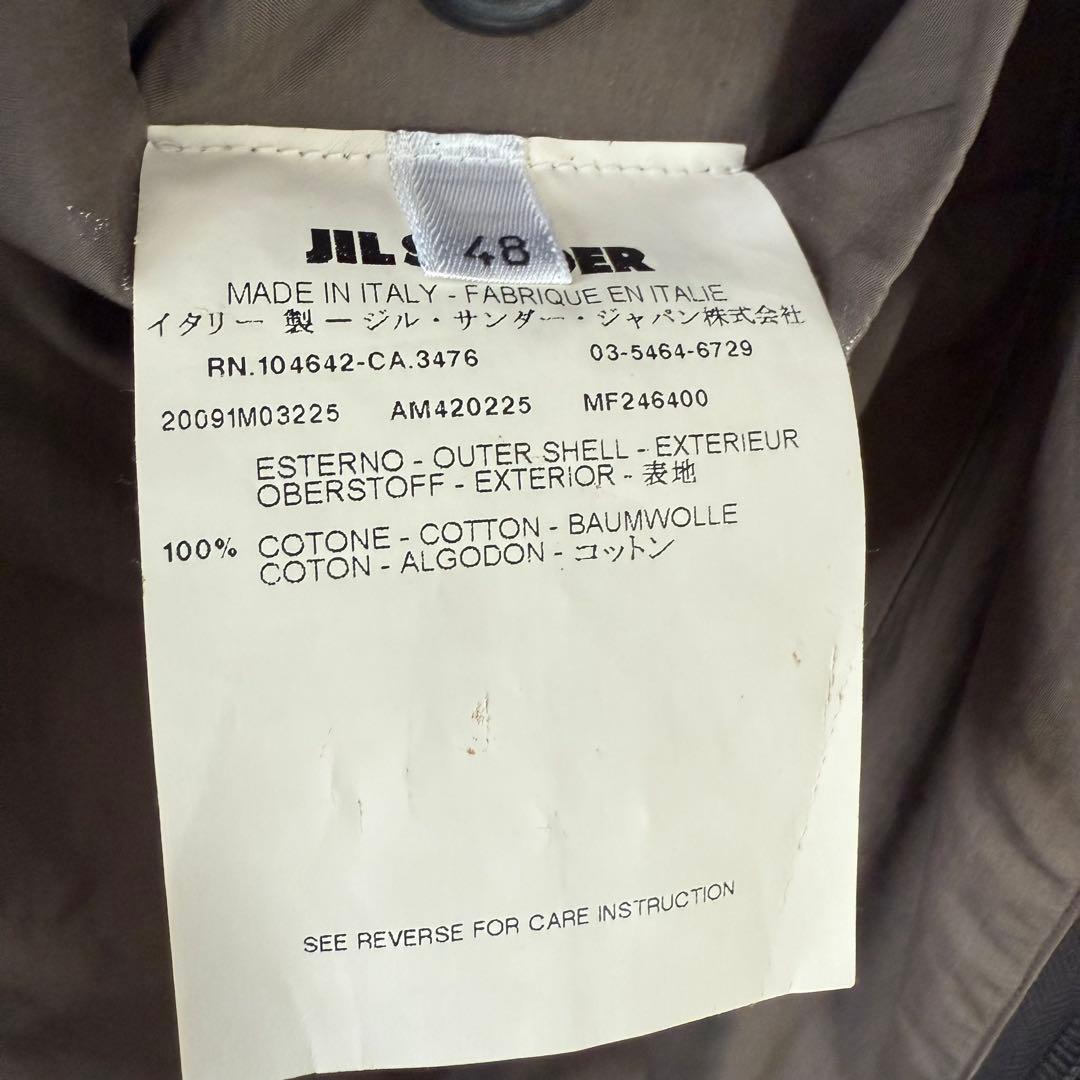 JIL S DER
48
MADE IN ITALY - FABRIQUE EN ITALIE
イタリー 製 ー ジル・サンダー・ジャパン株式会社
RN.104642-CA.3476 03-5464-6729
20091M03225 AM420225 MF246400
ESTERNO - OUTER SHELL - EXTERIEUR
OBERSTOFF - EXTERIOR - 表地
100% COTONE - COTTON - BAUMWOLLE
COTON - ALGODON - コットン
SEE REVERSE FOR CARE INSTRUCTION